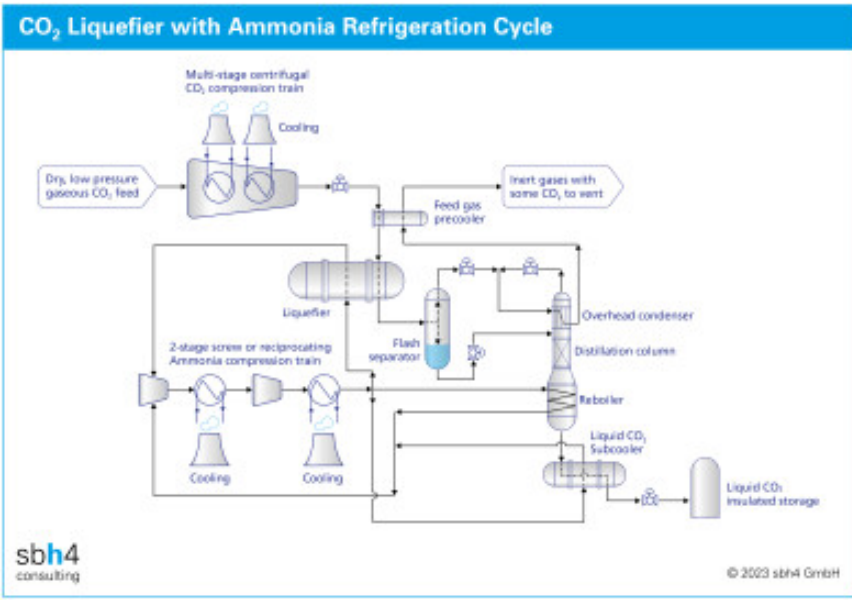 CO₂ Liquefier with Ammonia Refrigeration Cycle
Multi-stage centrifugal
CO₂ compression train
Cooling
Dry, low pressure
gaseous CO₂ feed
Inert gases with
some CO₂ to vent
Feed gas
precooler
Liquefier
Overhead condenser
2-stage screw or reciprocating
Ammonia compression train
Flash
separator
Distillation column
Reboiler
Liquid CO₂
Subcooler
Cooling
Cooling
Liquid CO₂
insulated storage
sbh4
consulting
© 2023 sbh4 GmbH